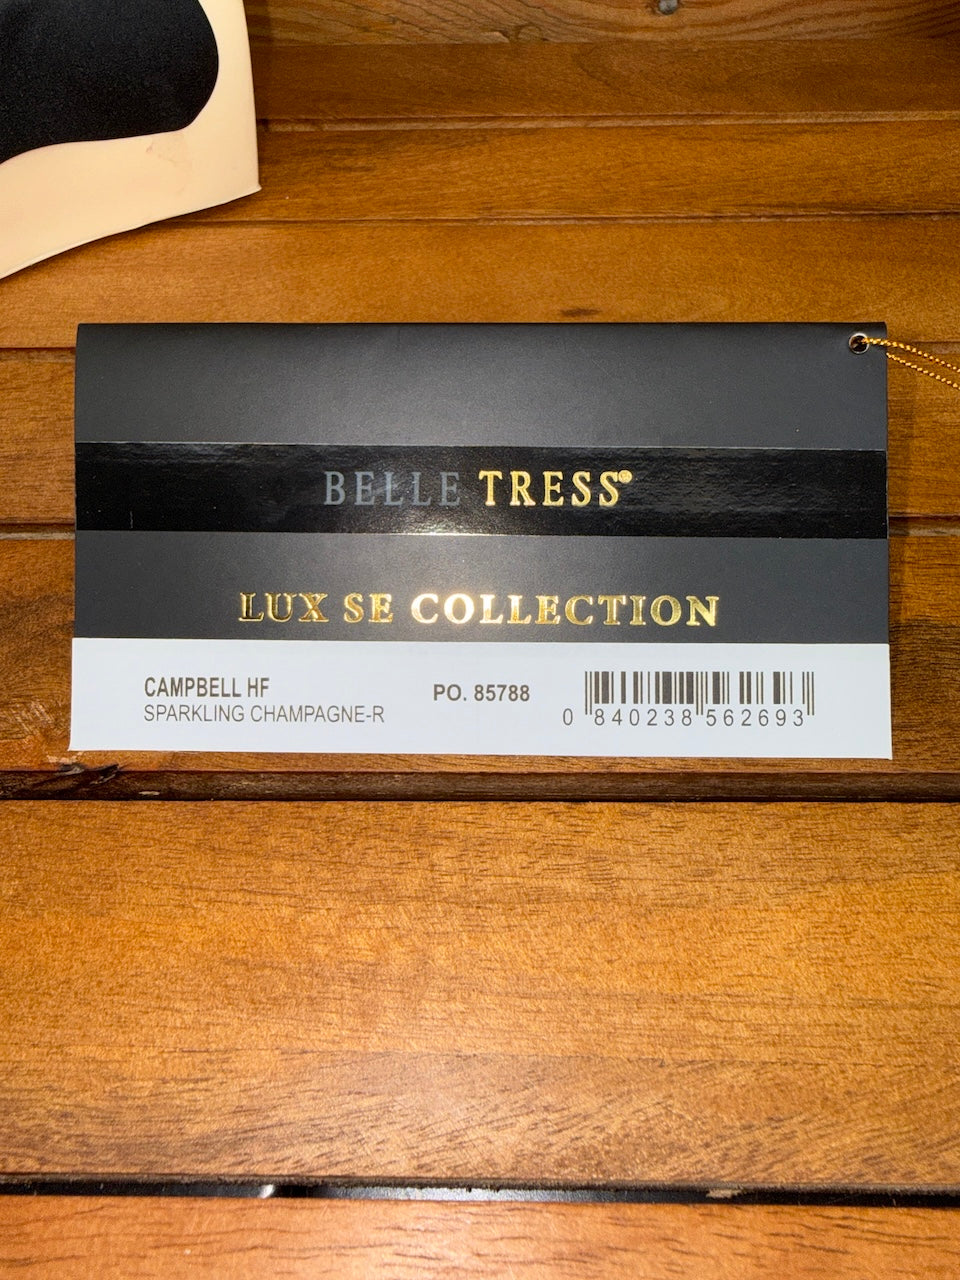 BELLE TRESS®
LUX SE COLLECTION
CAMPBELL HF
SPARKLING CHAMPAGNE-R
PO. 85788
0 840238 562693